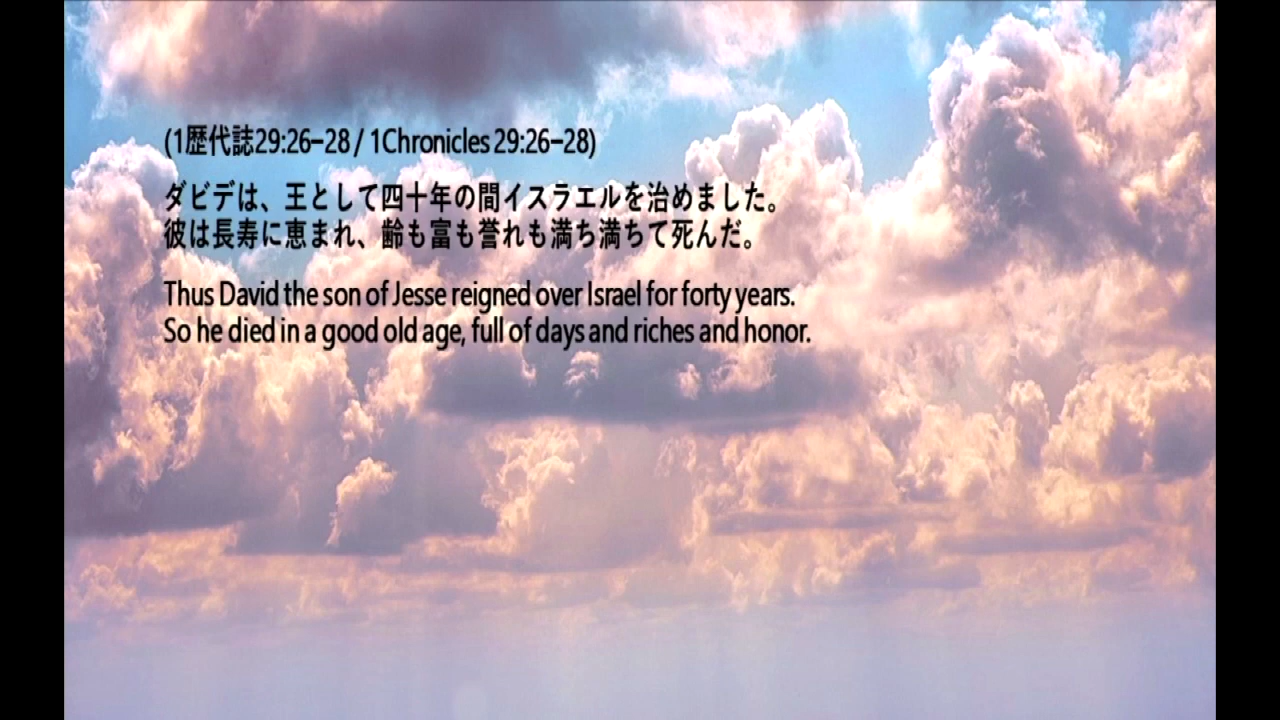 (1歴代誌29:26−28 / 1Chronicles 29:26−28)
ダビデは、王として四十年の間イスラエルを治めました。
彼は長寿に恵まれ、齢も富も誉れも満ち満ちて死んだ。
Thus David the son of Jesse reigned over Israel for forty years.
So he died in a good old age, full of days and riches and honor.